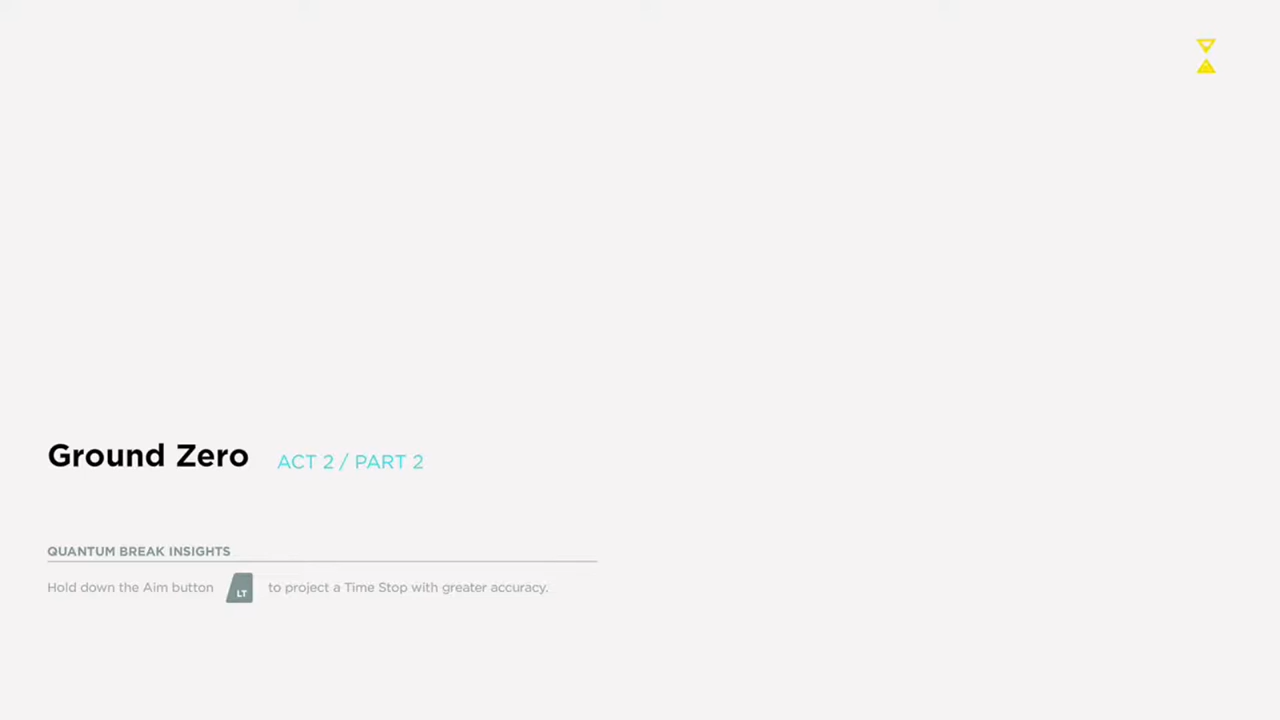 Ground Zero ACT 2 / PART 2
QUANTUM BREAK INSIGHTS
Hold down the Aim button LT to project a Time Stop with greater accuracy.